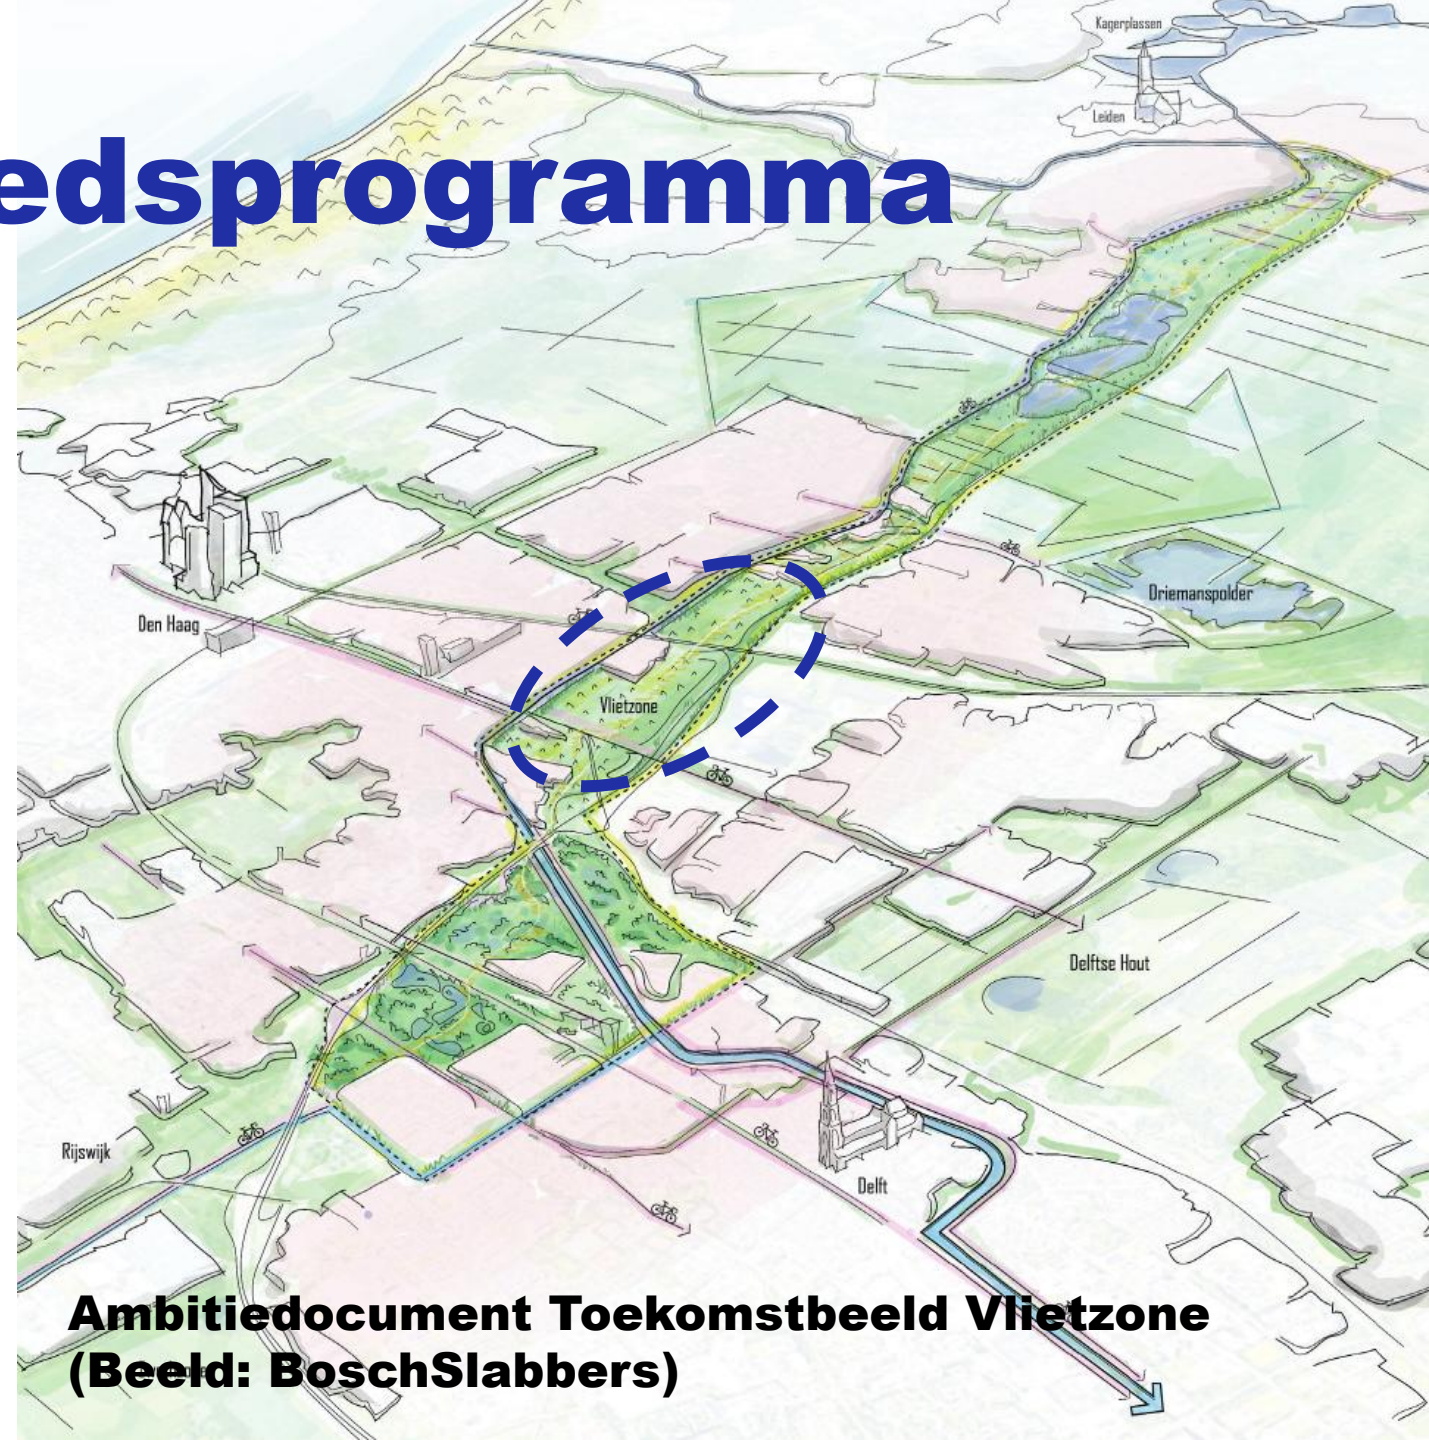 Kagerplassen
Leiden
edsprogramma
Driemanspolder
Den Haag
Vlietzone
Delftse Hout
Rijswijk
Delft
Ambitiedocument Toekomstbeeld Vlietzone
(Beeld: BoschSlabbers)